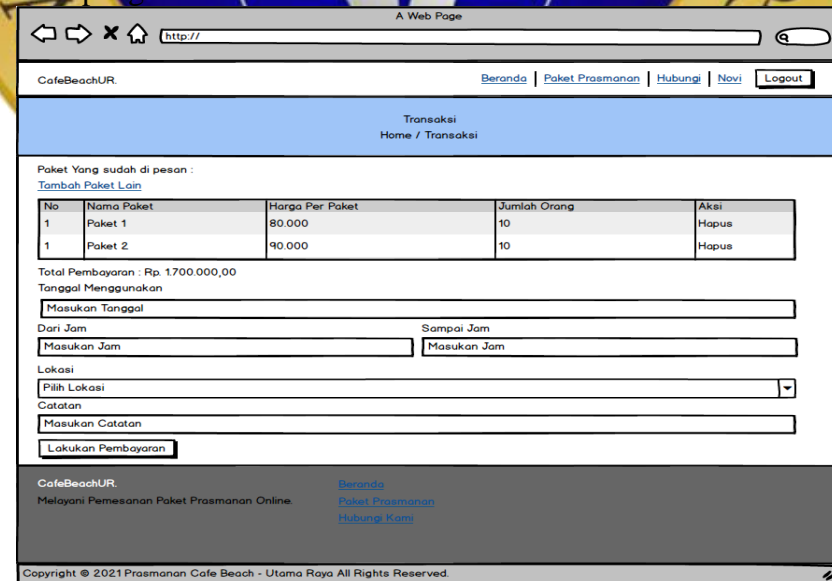 A Web Page
http://
CafeBeachUR.
Beranda | Paket Prasmanan | Hubungi | Novi Logout
Transaksi
Home / Transaksi
Paket Yang sudah di pesan :
Tambah Paket Lain
No Nama Paket Harga Per Paket Jumlah Orang Aksi
1 Paket 1 80.000 10 Hapus
1 Paket 2 90.000 10 Hapus
Total Pembayaran : Rp. 1.700.000,00
Tanggal Menggunakan
Masukan Tanggal
Dari Jam Sampai Jam
Masukan Jam Masukan Jam
Lokasi
Pilih Lokasi
Catatan
Masukan Catatan
Lakukan Pembayaran
CafeBeachUR. Beranda
Melayani Pemesanan Paket Prasmanan Online. Paket Prasmanan
Hubungi Kami
Copyright © 2021 Prasmanan Cafe Beach - Utama Raya All Rights Reserved.